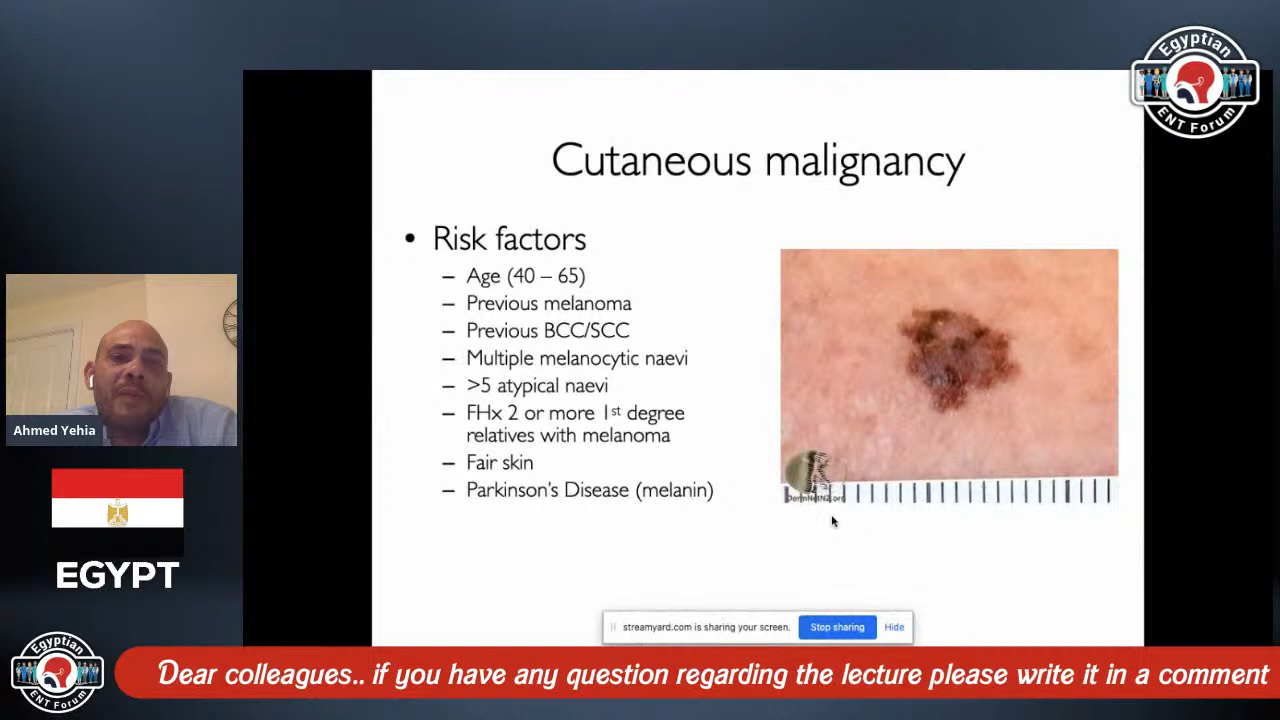 Egyptian
ENT Forum
Cutaneous malignancy
• Risk factors
– Age (40 – 65)
– Previous melanoma
– Previous BCC/SCC
– Multiple melanocytic naevi
– >5 atypical naevi
– FHx 2 or more 1st degree
relatives with melanoma
– Fair skin
– Parkinson's Disease (melanin)
DermNetNZ.org
Ahmed Yehia
EGYPT
streamyard.com is sharing your screen.
Stop sharing
Hide
Egyptian
ENT Forum
Dear colleagues.. if you have any question regarding the lecture please write it in a comment